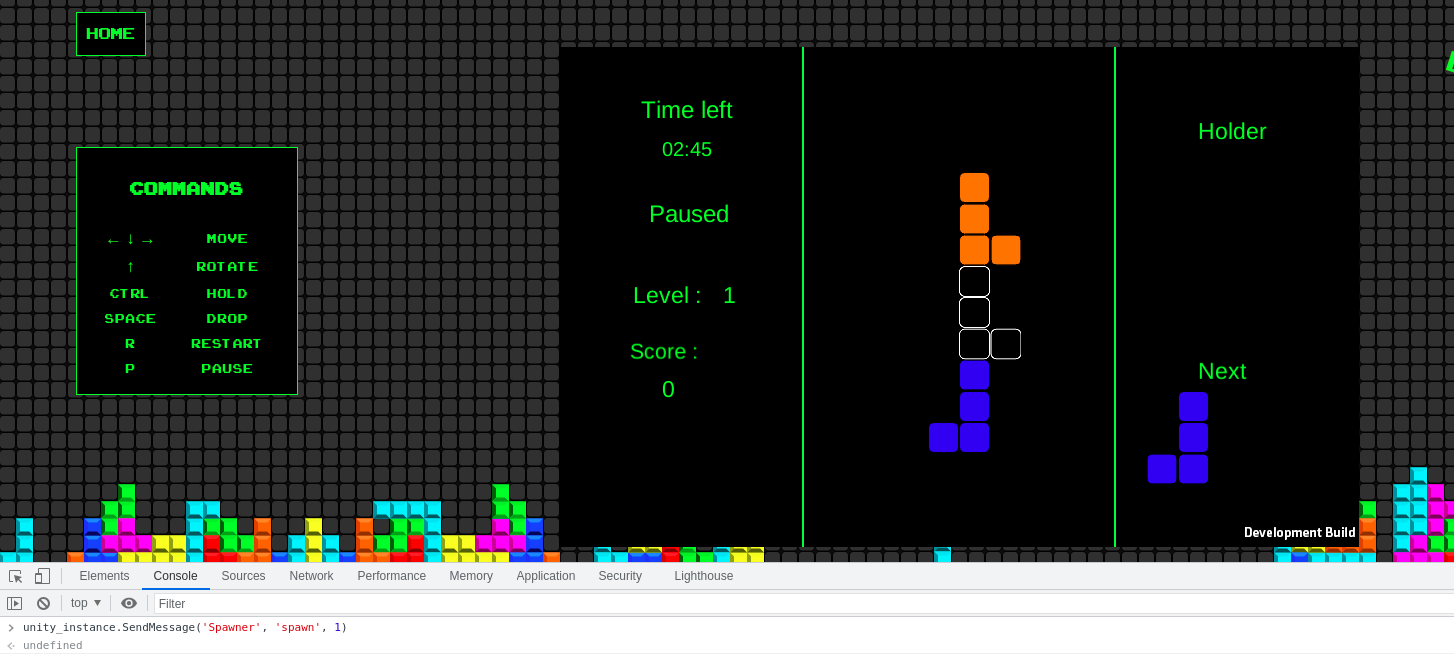 HOME
COMMANDS
← ↓ → MOVE
↑ ROTATE
CTRL HOLD
SPACE DROP
R RESTART
P PAUSE
Time left
02:45
Paused
Level : 1
Score :
0
Holder
Next
Development Build
Elements Console Sources Network Performance Memory Application Security Lighthouse
top ▼ Filter
> unity_instance.SendMessage('Spawner', 'spawn', 1)
undefined